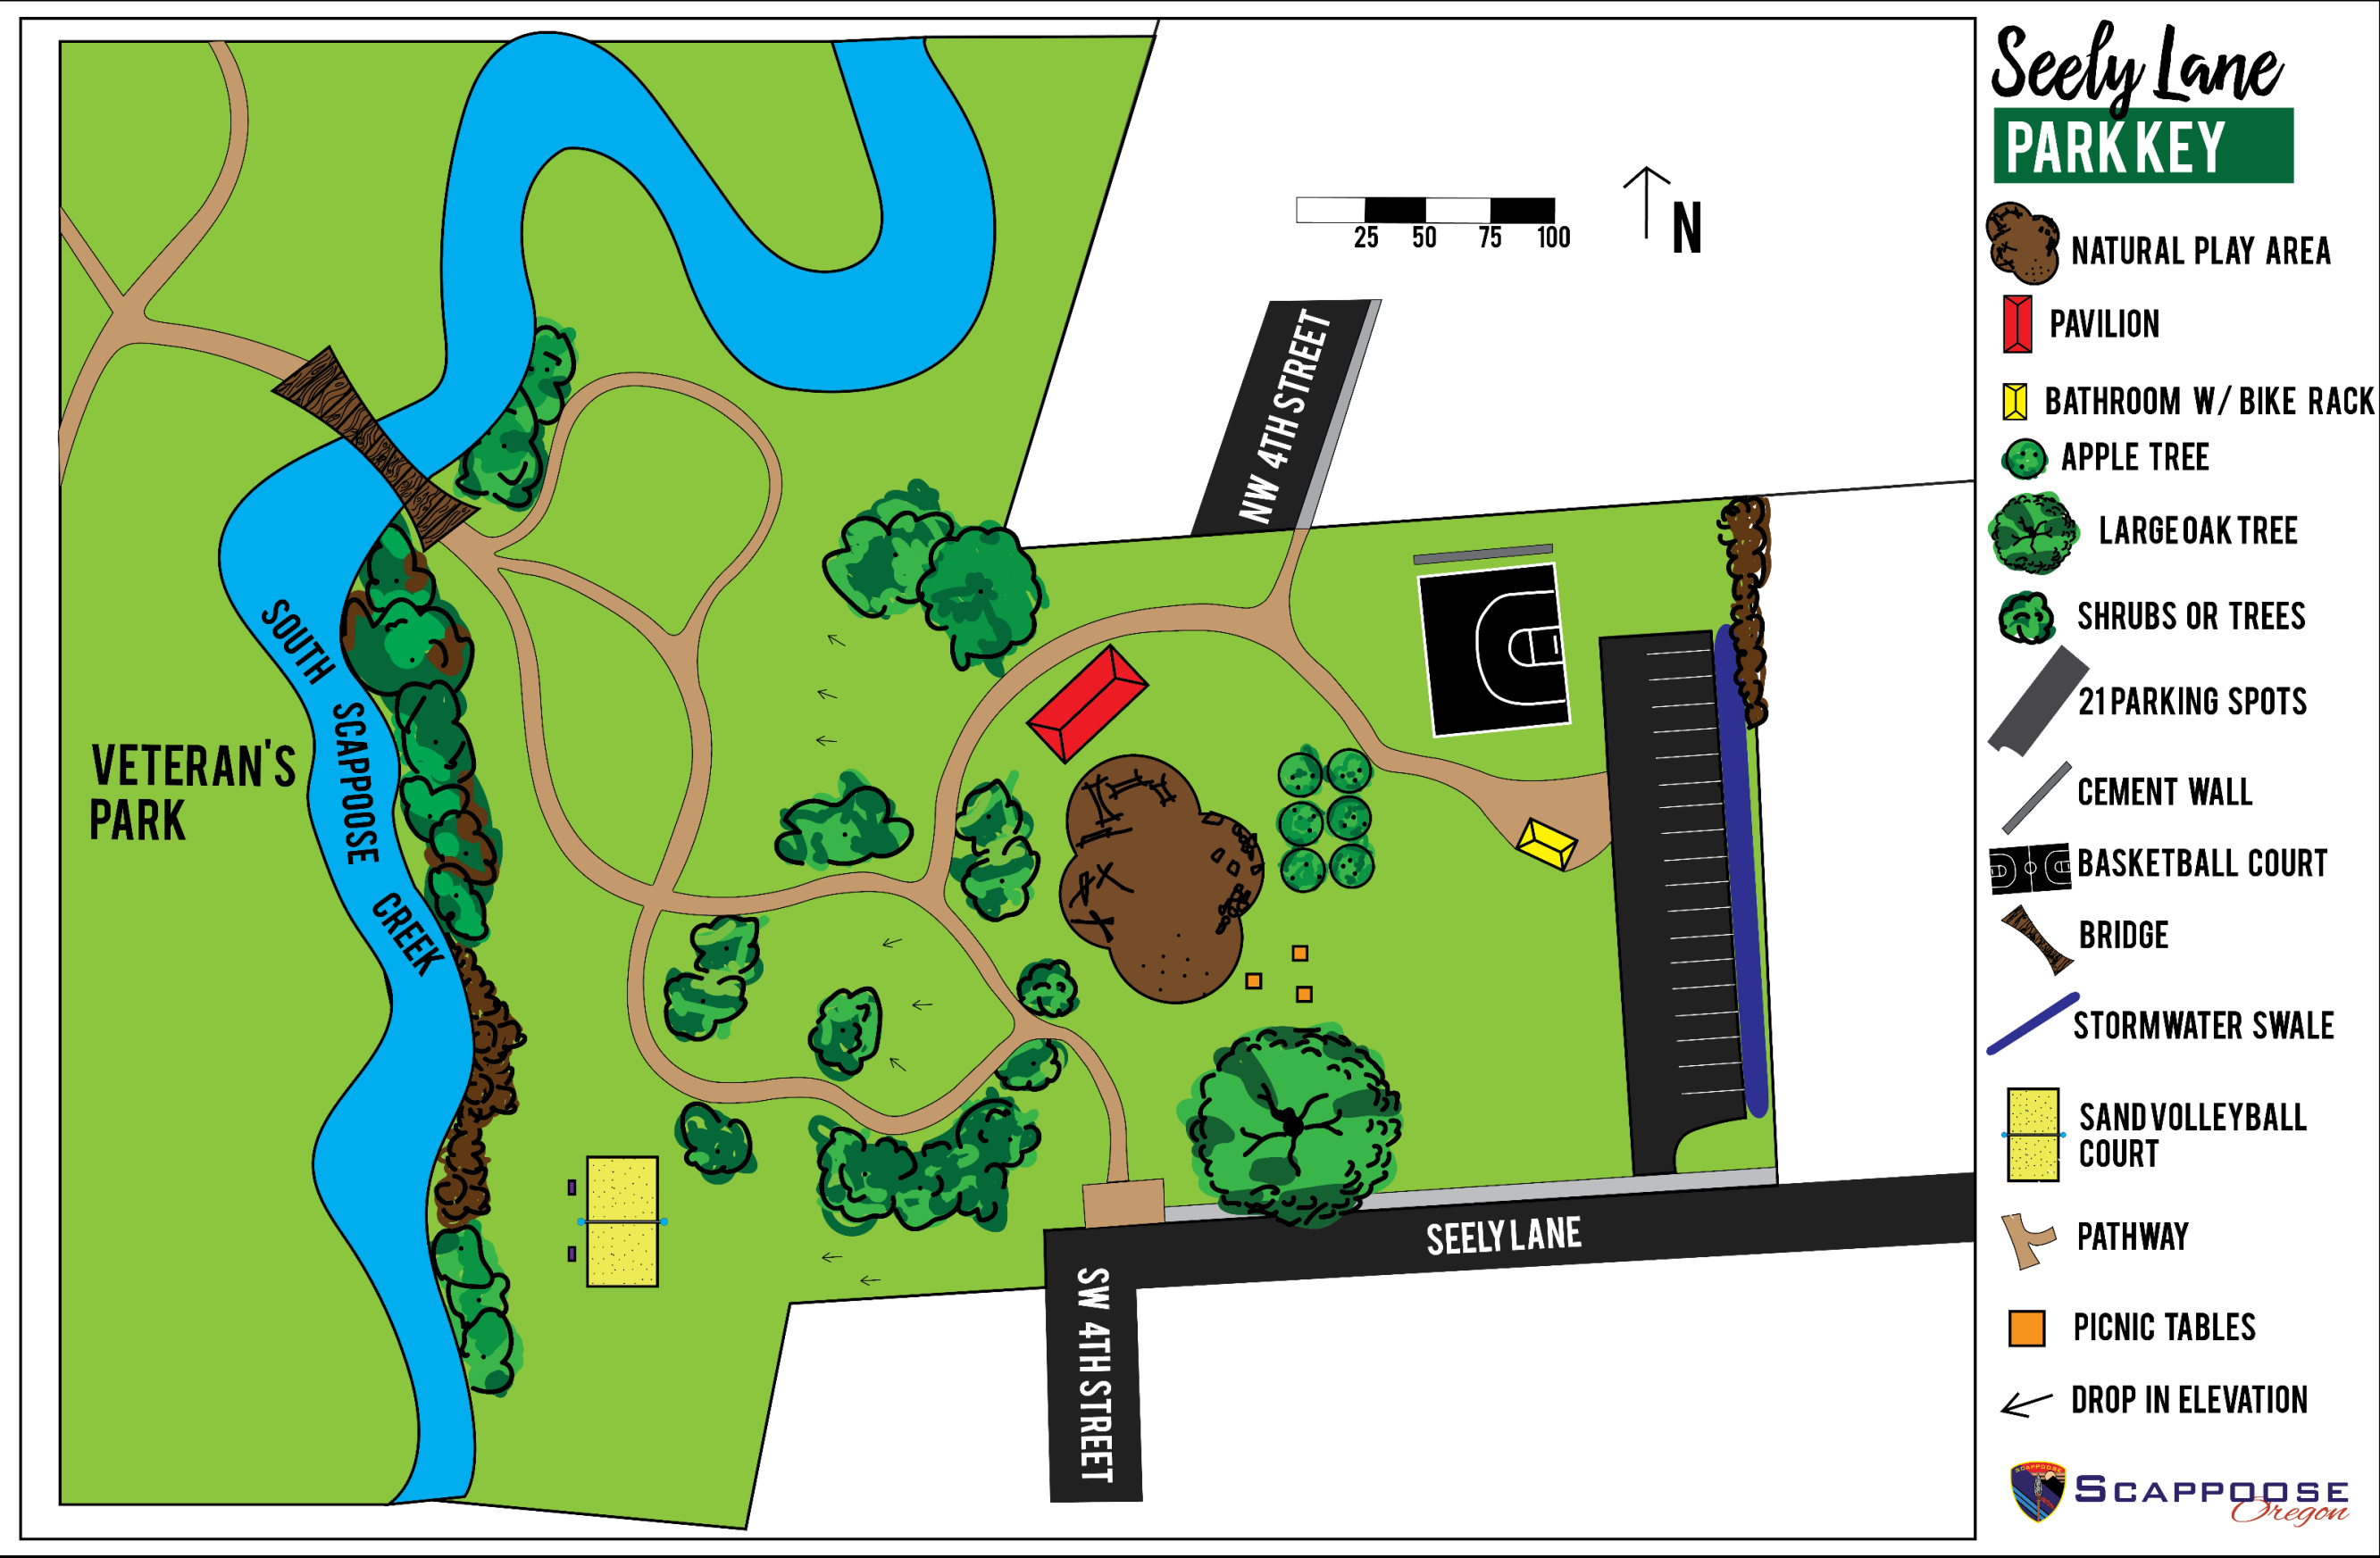 Seely Lane
PARK KEY
NATURAL PLAY AREA
PAVILION
BATHROOM W/ BIKE RACK
APPLE TREE
LARGE OAK TREE
SHRUBS OR TREES
21 PARKING SPOTS
CEMENT WALL
BASKETBALL COURT
BRIDGE
STORMWATER SWALE
SAND VOLLEYBALL
COURT
PATHWAY
PICNIC TABLES
DROP IN ELEVATION
SCAPPOOSE
SCAPPOOSE
Oregon
25 50 75 100
N
NW 4TH STREET
VETERAN'S
PARK
SOUTH SCAPPOOSE CREEK
SEELY LANE
SW 4TH STREET